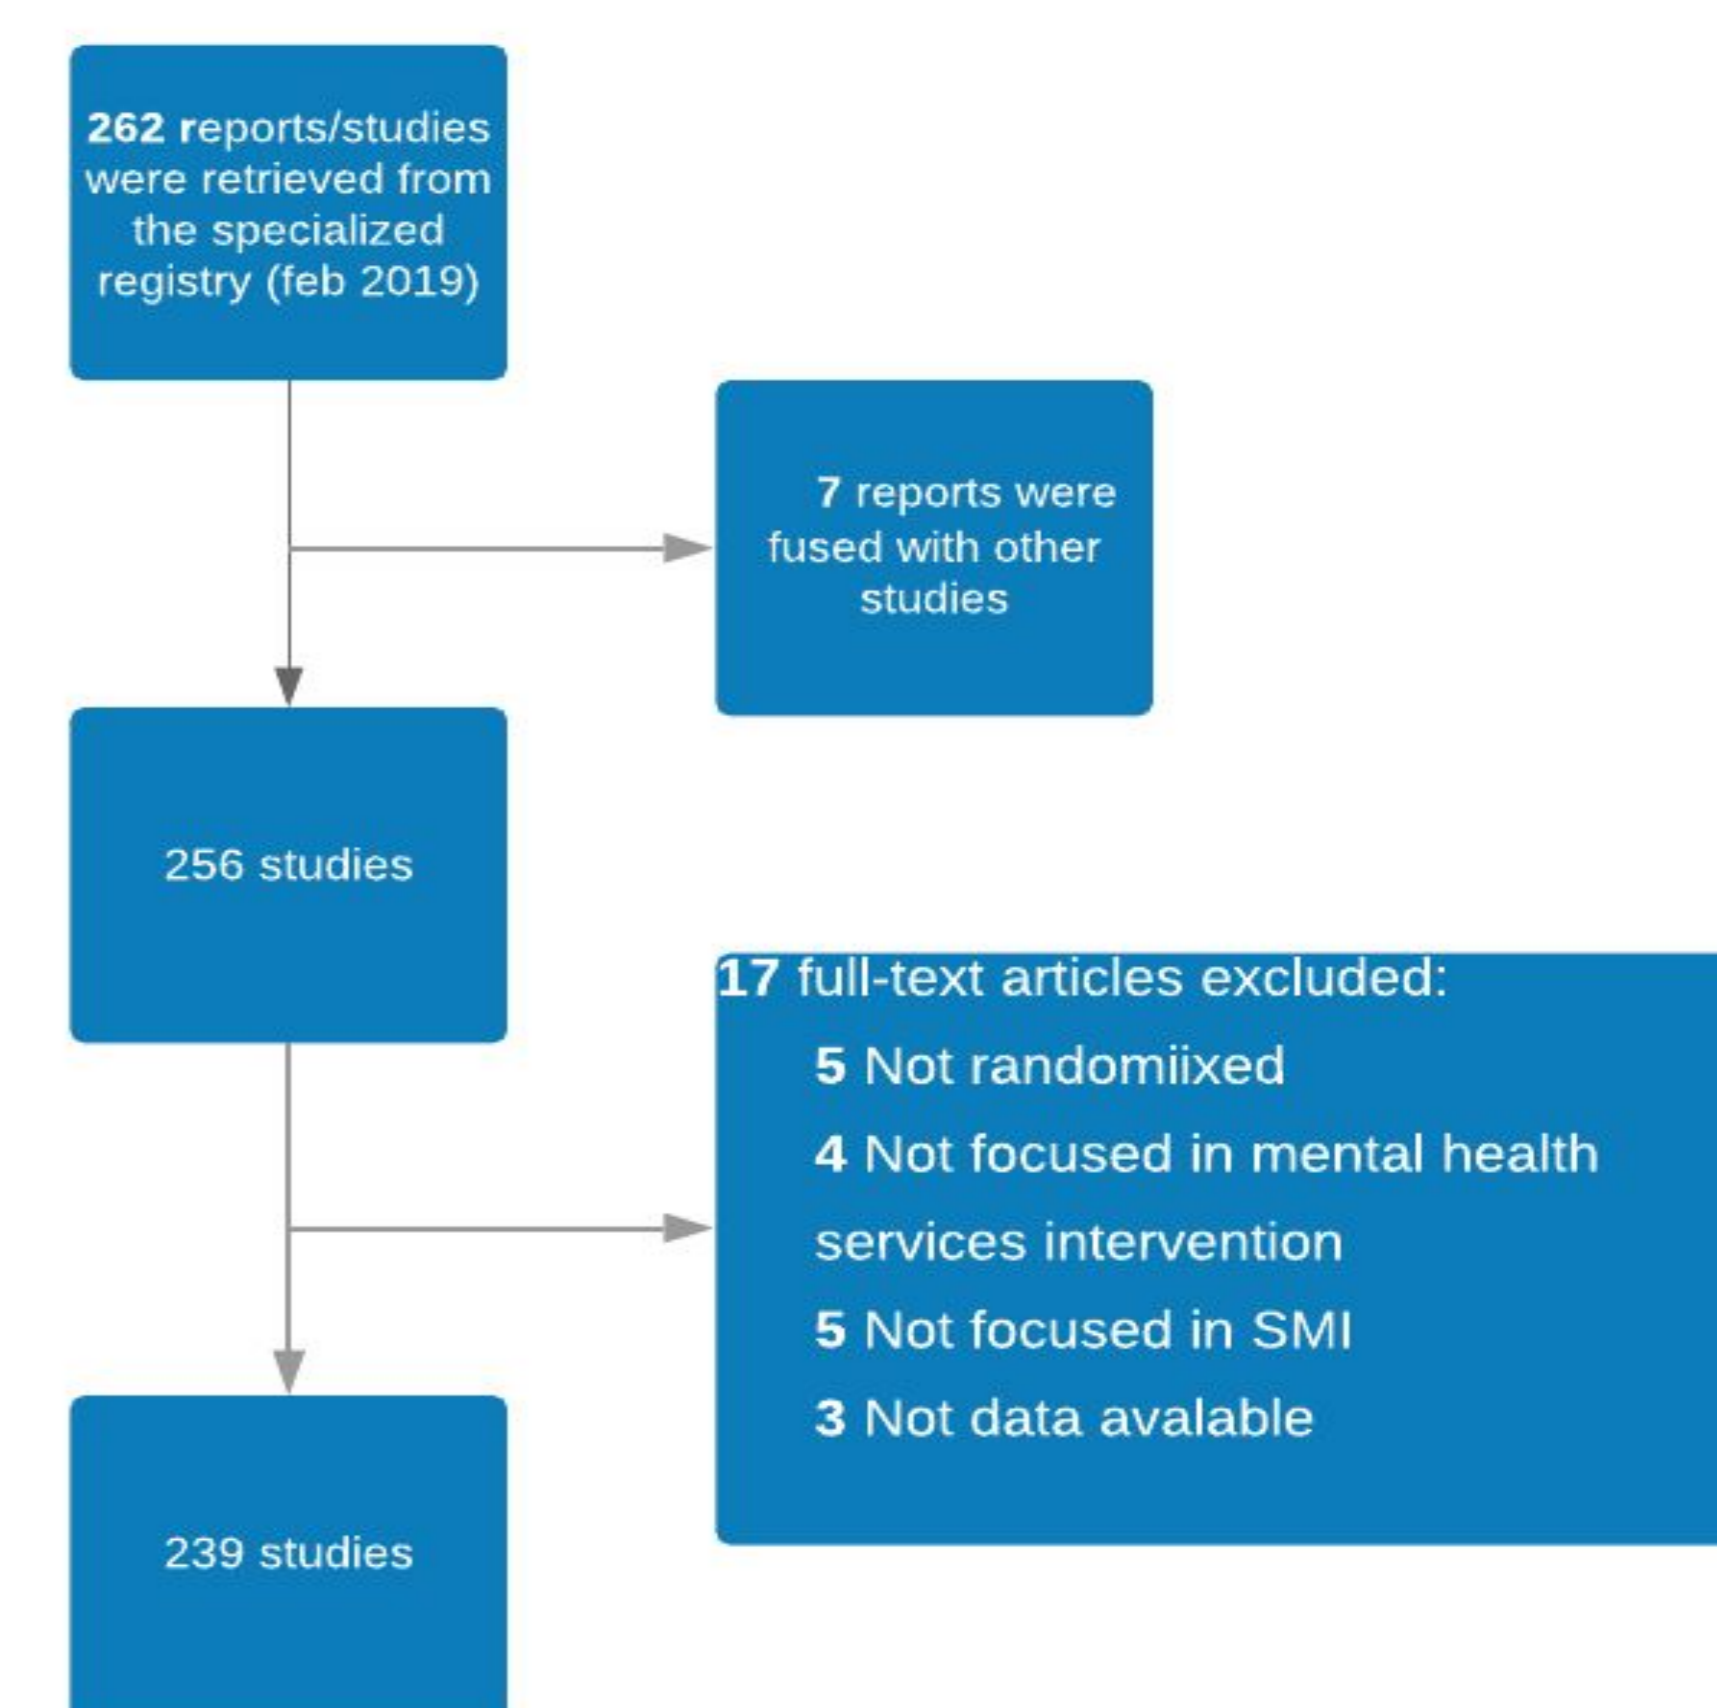 262 reports/studies
were retrieved from
the specialized
registry (feb 2019)
7 reports were
fused with other
studies
256 studies
17 full-text articles excluded:
5 Not randomiixed
4 Not focused in mental health
services intervention
5 Not focused in SMI
3 Not data avalable
239 studies